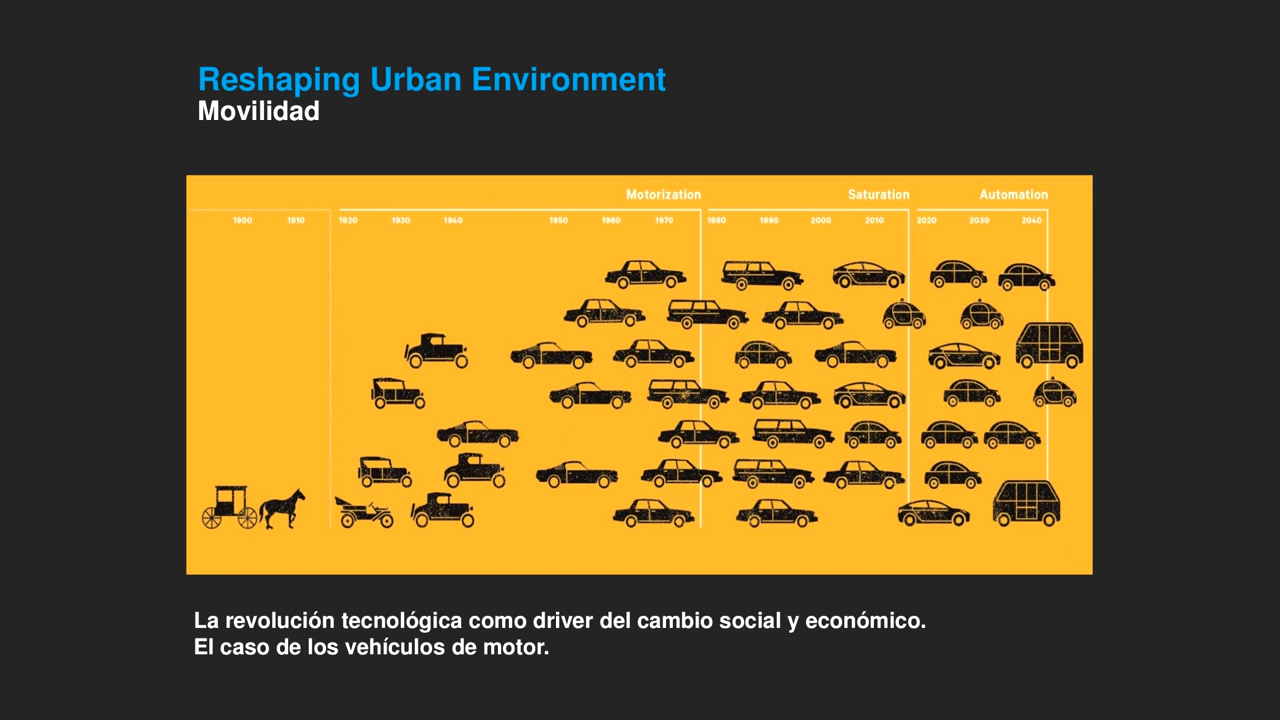 Reshaping Urban Environment
Movilidad
Motorization Saturation Automation
1900 1910 1920 1930 1940 1950 1960 1970 1980 1990 2000 2010 2020 2030 2040
La revolución tecnológica como driver del cambio social y económico.
El caso de los vehículos de motor.